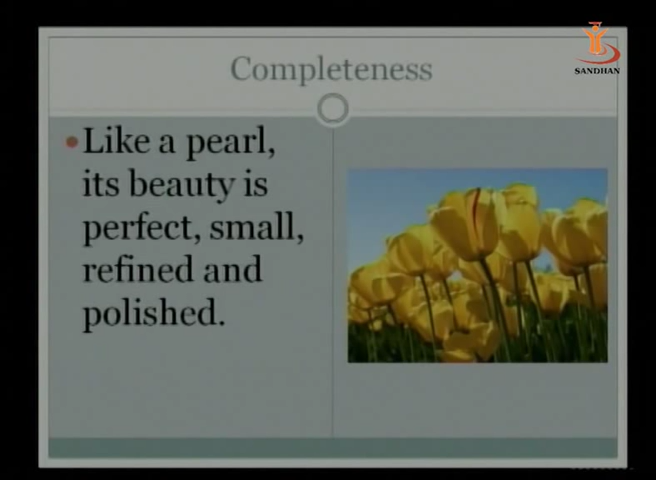 SANDHAN
Completeness
Like a pearl,
its beauty is
perfect, small,
refined and
polished.